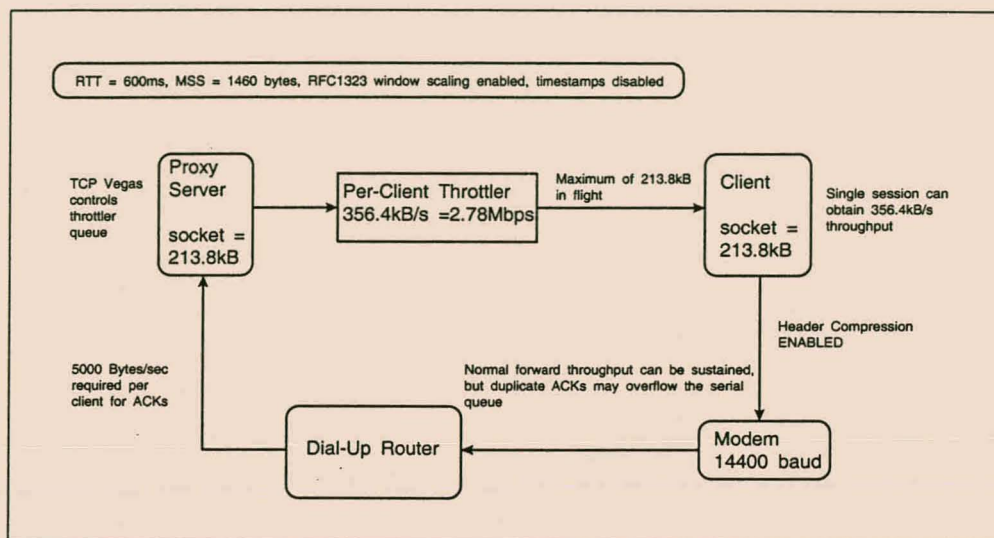 RTT = 600ms, MSS = 1460 bytes, RFC1323 window scaling enabled, timestamps disabled
TCP Vegas
controls
throttler
queue
Proxy
Server
socket =
213.8kB
Per-Client Throttler
356.4kB/s =2.78Mbps
Maximum of 213.8kB
in flight
Client
socket =
213.8kB
Single session can
obtain 356.4kB/s
throughput
Header Compression
ENABLED
5000 Bytes/sec
required per
client for ACKs
Normal forward throughput can be sustained,
but duplicate ACKs may overflow the serial
queue
Dial-Up Router
Modem
14400 baud